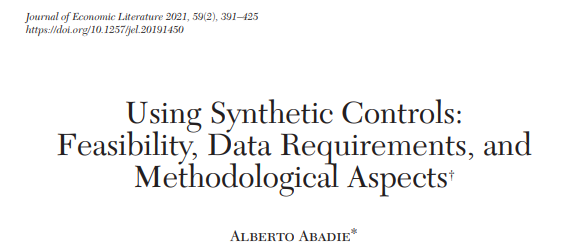 Journal of Economic Literature 2021, 59(2), 391–425
https://doi.org/10.1257/jel.20191450
Using Synthetic Controls:
Feasibility, Data Requirements, and
Methodological Aspects†
Alberto Abadie*